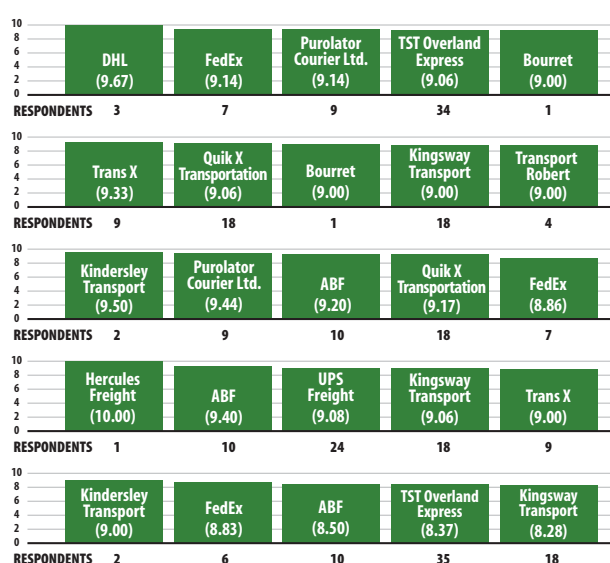 10
8
6
4
2
0
DHL
(9.67)
FedEx
(9.14)
Purolator
Courier Ltd.
(9.14)
TST Overland
Express
(9.06)
Bourret
(9.00)
RESPONDENTS 3 7 9 34 1
10
8
6
4
2
0
Trans X
(9.33)
Quik X
Transportation
(9.06)
Bourret
(9.00)
Kingsway
Transport
(9.00)
Transport
Robert
(9.00)
RESPONDENTS 9 18 1 18 4
10
8
6
4
2
0
Kindersley
Transport
(9.50)
Purolator
Courier Ltd.
(9.44)
ABF
(9.20)
Quik X
Transportation
(9.17)
FedEx
(8.86)
RESPONDENTS 2 9 10 18 7
10
8
6
4
2
0
Hercules
Freight
(10.00)
ABF
(9.40)
UPS
Freight
(9.08)
Kingsway
Transport
(9.06)
Trans X
(9.00)
RESPONDENTS 1 10 24 18 9
10
8
6
4
2
0
Kindersley
Transport
(9.00)
FedEx
(8.83)
ABF
(8.50)
TST Overland
Express
(8.37)
Kingsway
Transport
(8.28)
RESPONDENTS 2 6 10 35 18